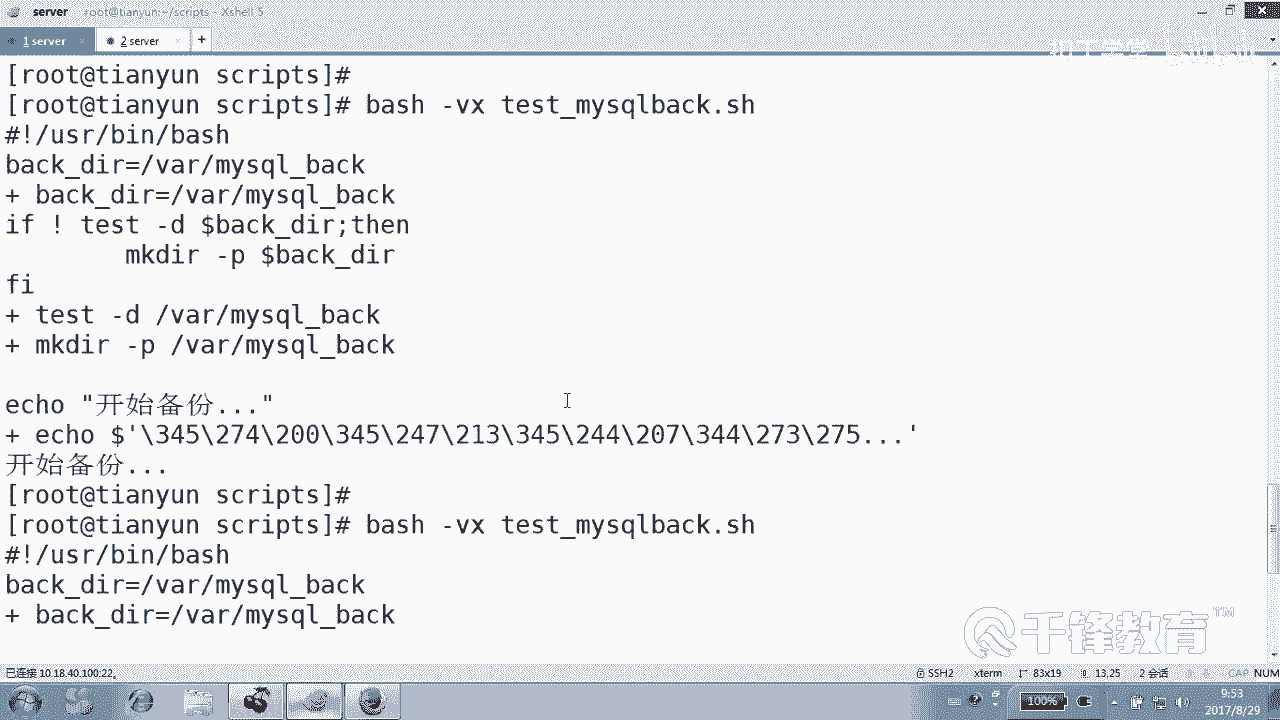 server root@tianyun:~/scripts - Xshell 5
1 server 2 server +
[root@tianyun scripts]#
[root@tianyun scripts]# bash -vx test_mysqlback.sh
#!/usr/bin/bash
back_dir=/var/mysql_back
+ back_dir=/var/mysql_back
if ! test -d $back_dir;then
mkdir -p $back_dir
fi
+ test -d /var/mysql_back
+ mkdir -p /var/mysql_back
echo "开始备份..."
+ echo $'\345\274\200\345\247\213\345\244\207\344\273\275...'
开始备份...
[root@tianyun scripts]#
[root@tianyun scripts]# bash -vx test_mysqlback.sh
#!/usr/bin/bash
back_dir=/var/mysql_back
+ back_dir=/var/mysql_back
千锋教育™
已连接 10.18.40.100:22。 SSH2 xterm 83x19 13,25 2 会话 CAP NUM
100% 9:53
2017/8/29